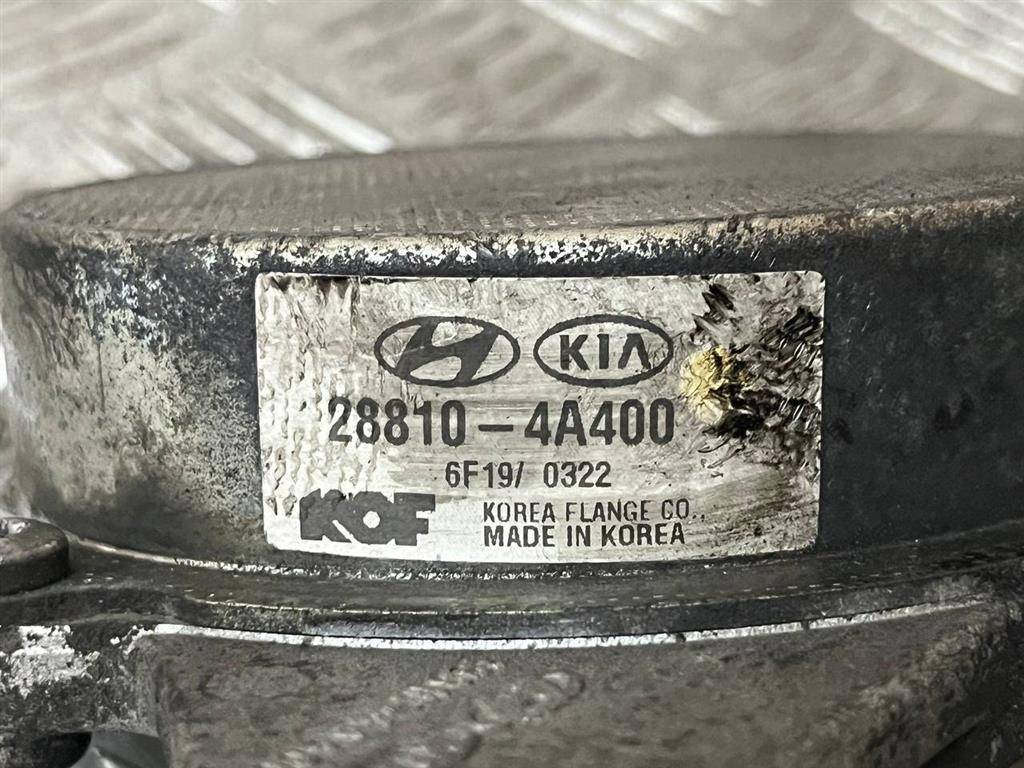 KIA
28810-4A400
6F19/ 0322
KOF
KOREA FLANGE CO.,
MADE IN KOREA